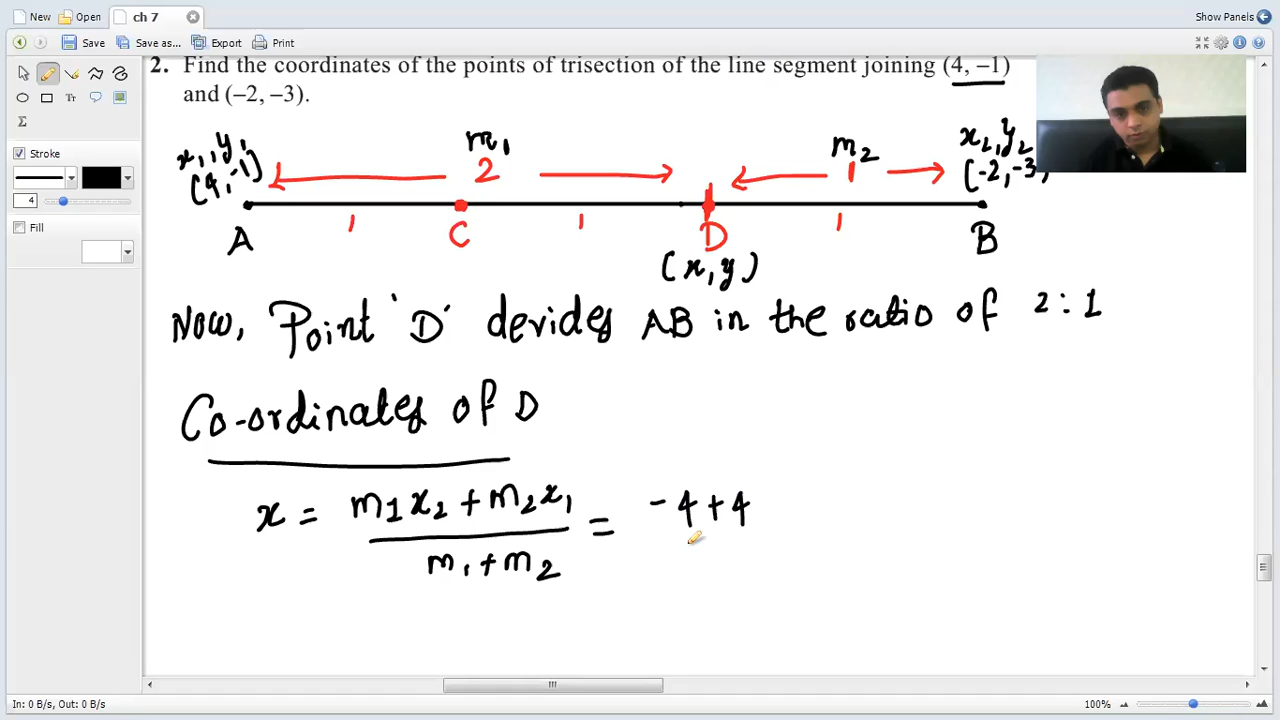 New Open ch 7 Show Panels
Save Save as... Export Print
2. Find the coordinates of the points of trisection of the line segment joining (4, –1)
and (–2, –3).
Stroke
4
Fill
x1, y1 m1 m2 x2, y2
(4, -1) 2 1 (-2, -3)
1 1 1
A C D B
(x, y)
Now, Point 'D' devides AB in the ratio of 2:1
Co-ordinates of D
x = m1x2 + m2x1 = -4+4
m1 + m2
In: 0 B/s, Out: 0 B/s 100%